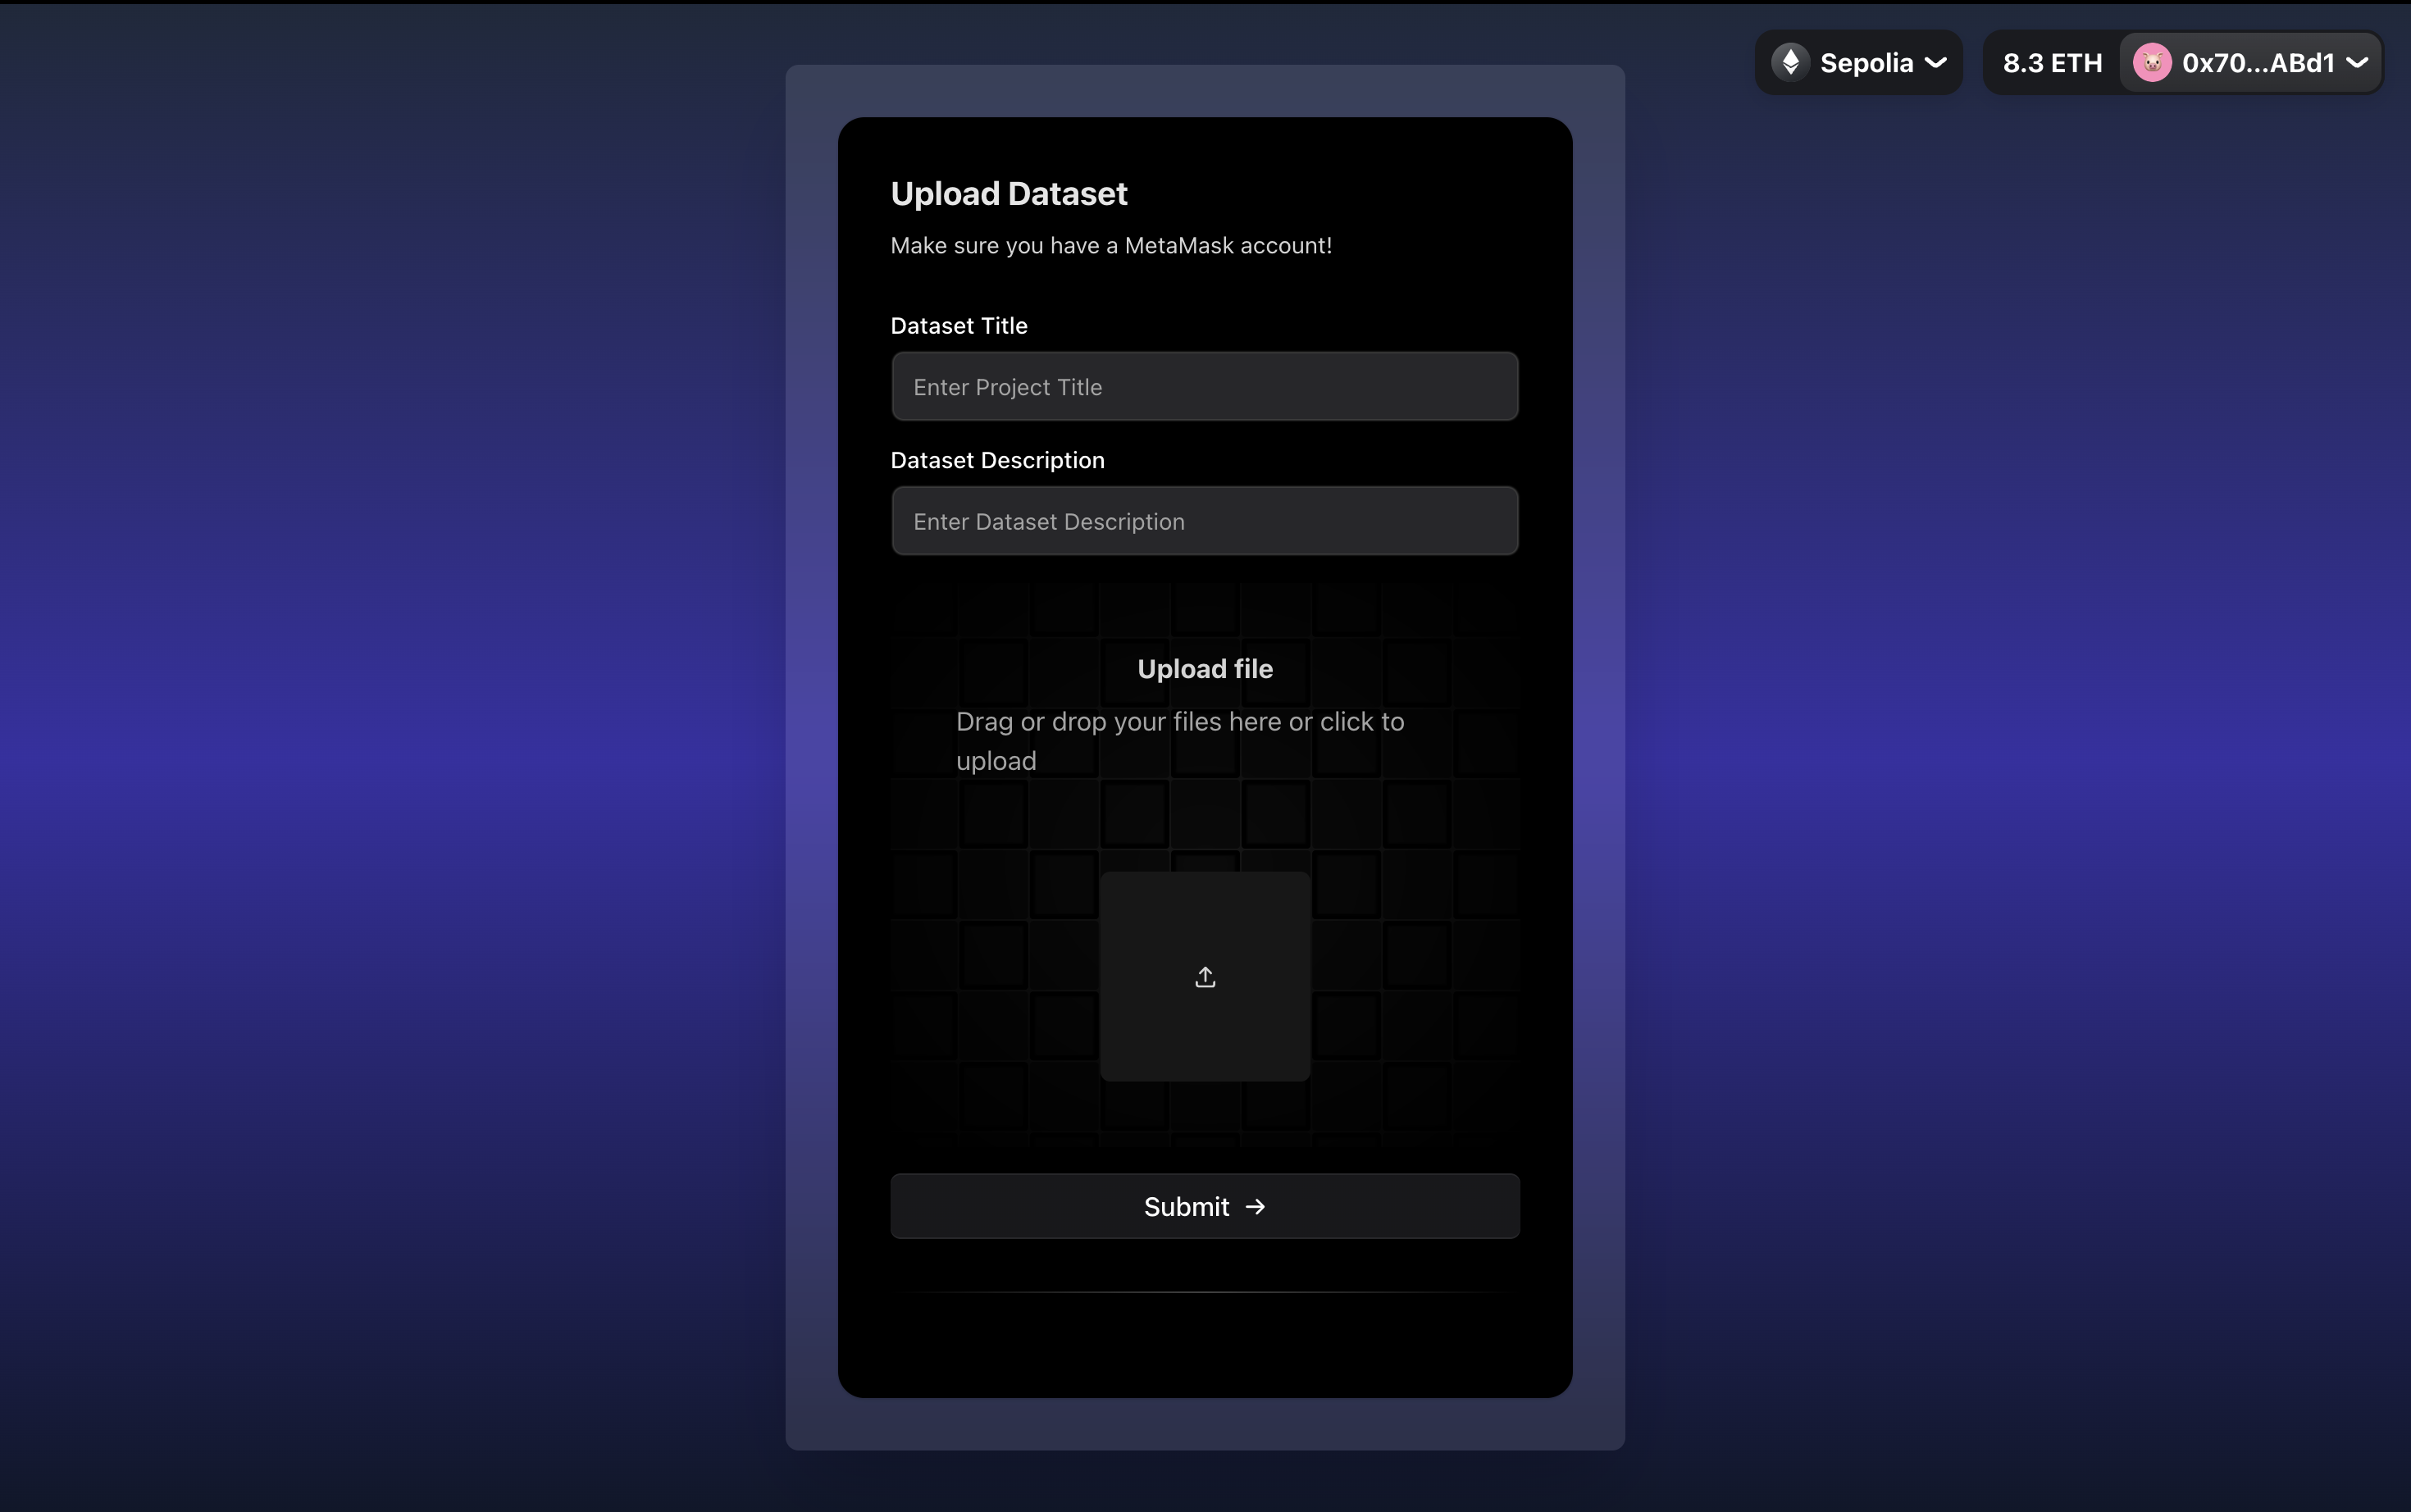 Sepolia
8.3 ETH
0x70...ABd1
Upload Dataset
Make sure you have a MetaMask account!
Dataset Title
Enter Project Title
Dataset Description
Enter Dataset Description
Upload file
Drag or drop your files here or click to
upload
Submit →